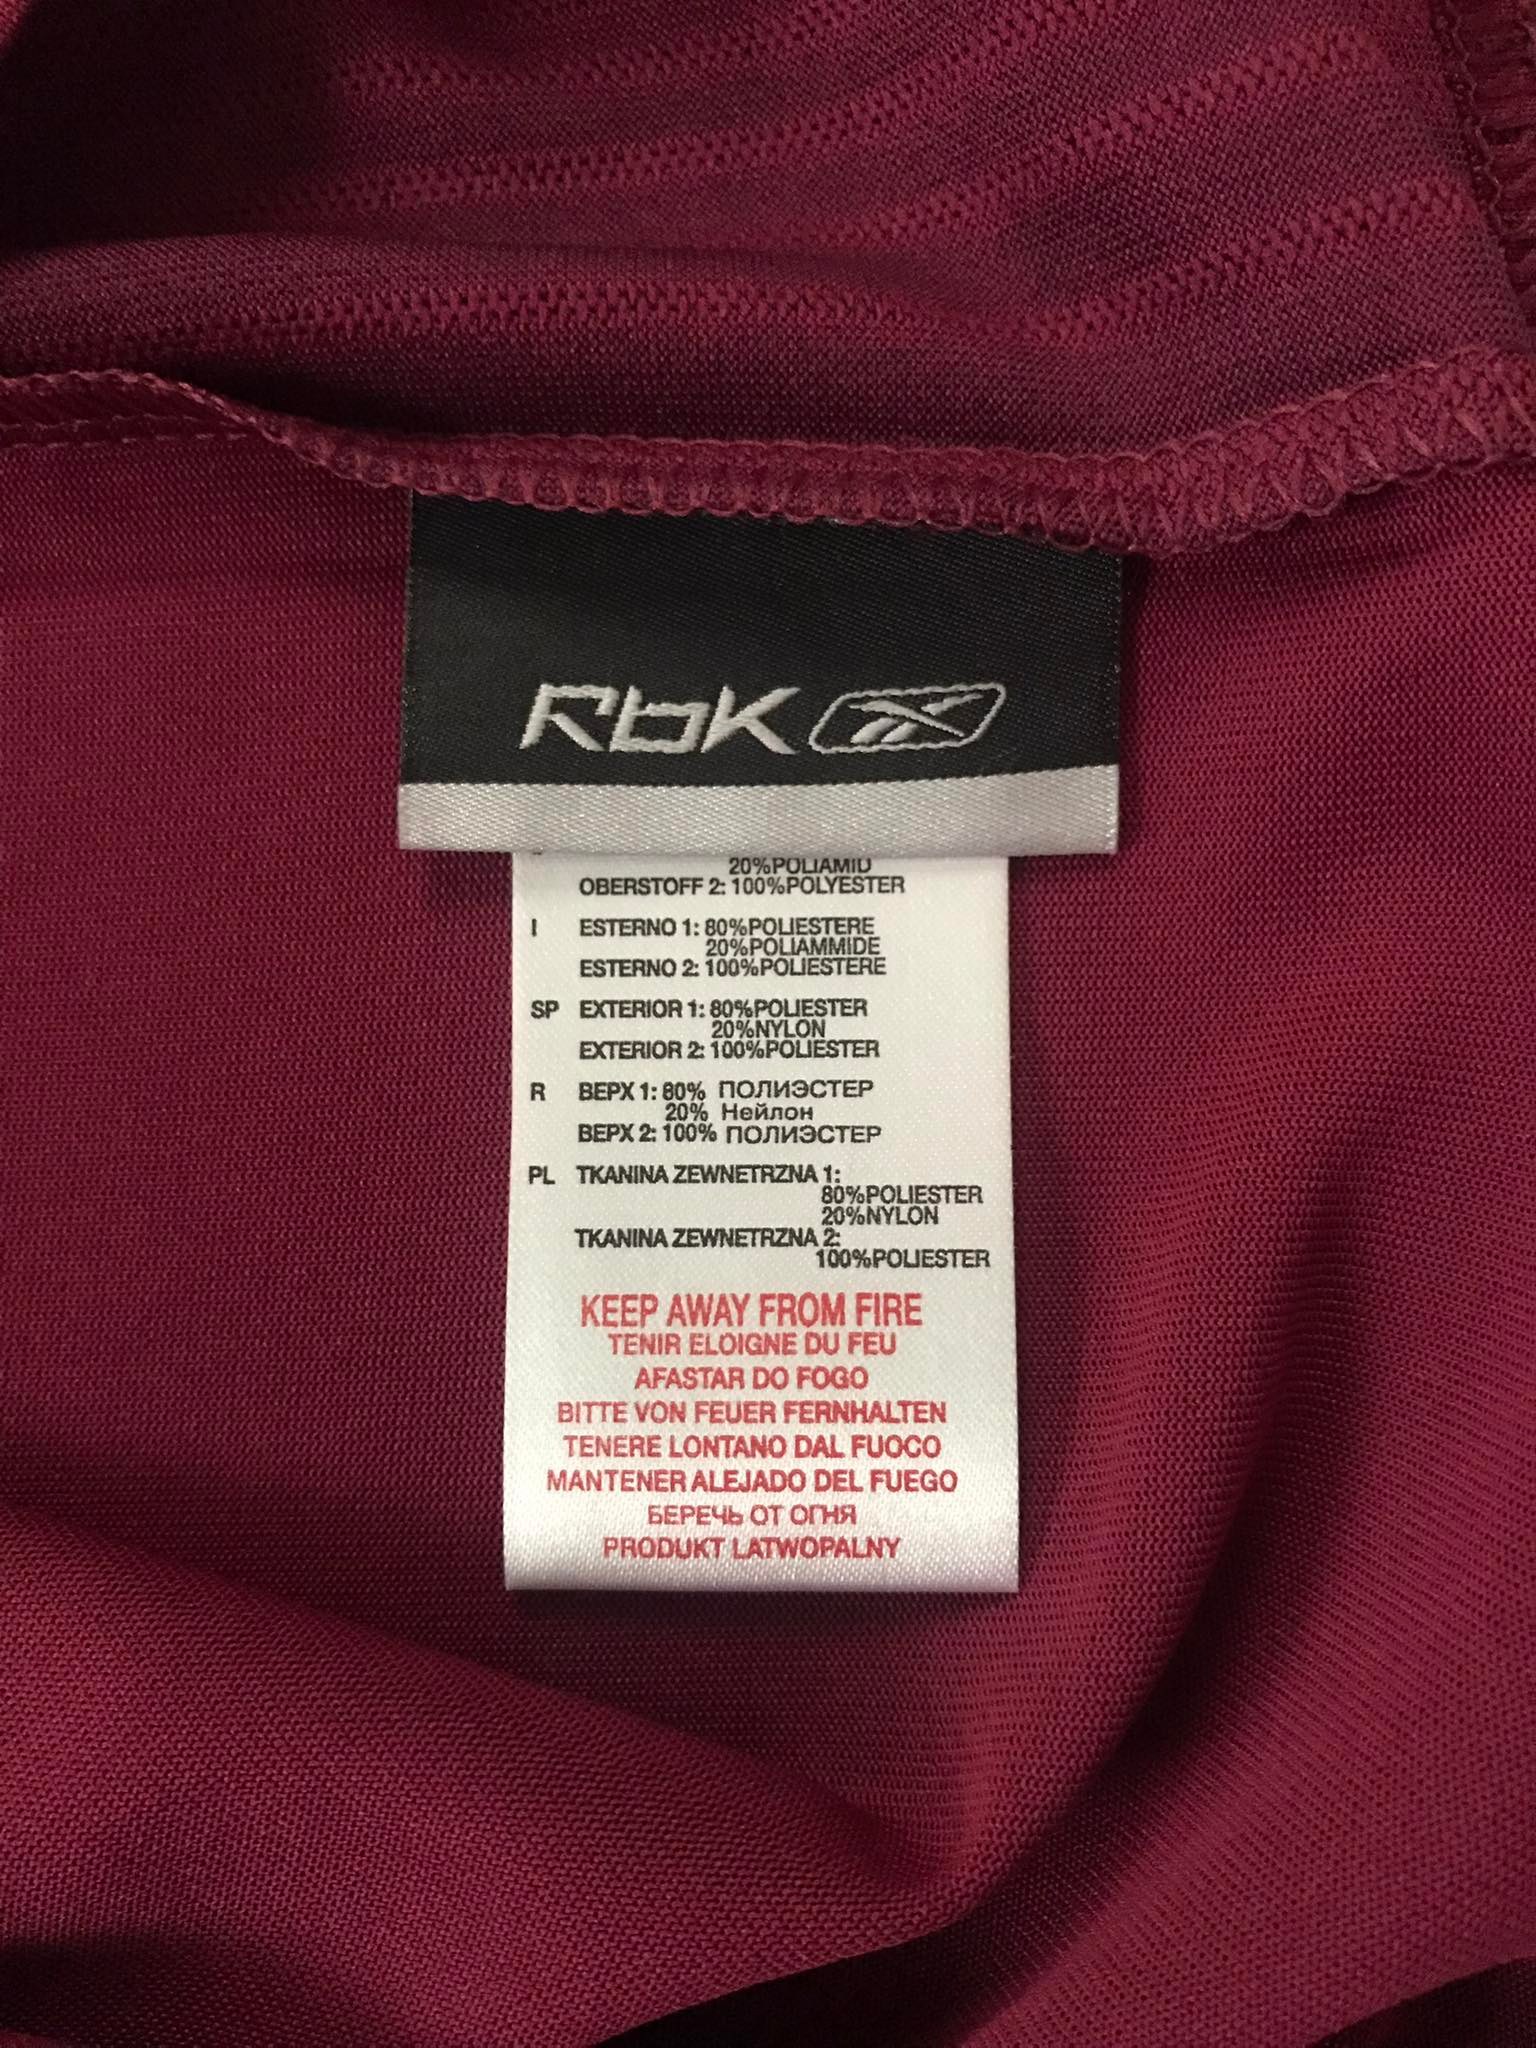 RbK
20%POLIAMID
OBERSTOFF 2: 100%POLYESTER
I ESTERNO 1: 80%POLIESTERE
20%POLIAMMIDE
ESTERNO 2: 100%POLIESTERE
SP EXTERIOR 1: 80%POLIESTER
20%NYLON
EXTERIOR 2: 100%POLIESTER
R ВЕРХ 1: 80% ПОЛИЭСТЕР
20% Нейлон
ВЕРХ 2: 100% ПОЛИЭСТЕР
PL TKANINA ZEWNETRZNA 1:
80%POLIESTER
20%NYLON
TKANINA ZEWNETRZNA 2:
100%POLIESTER
KEEP AWAY FROM FIRE
TENIR ELOIGNE DU FEU
AFASTAR DO FOGO
BITTE VON FEUER FERNHALTEN
TENERE LONTANO DAL FUOCO
MANTENER ALEJADO DEL FUEGO
БЕРЕЧЬ ОТ ОГНЯ
PRODUKT LATWOPALNY